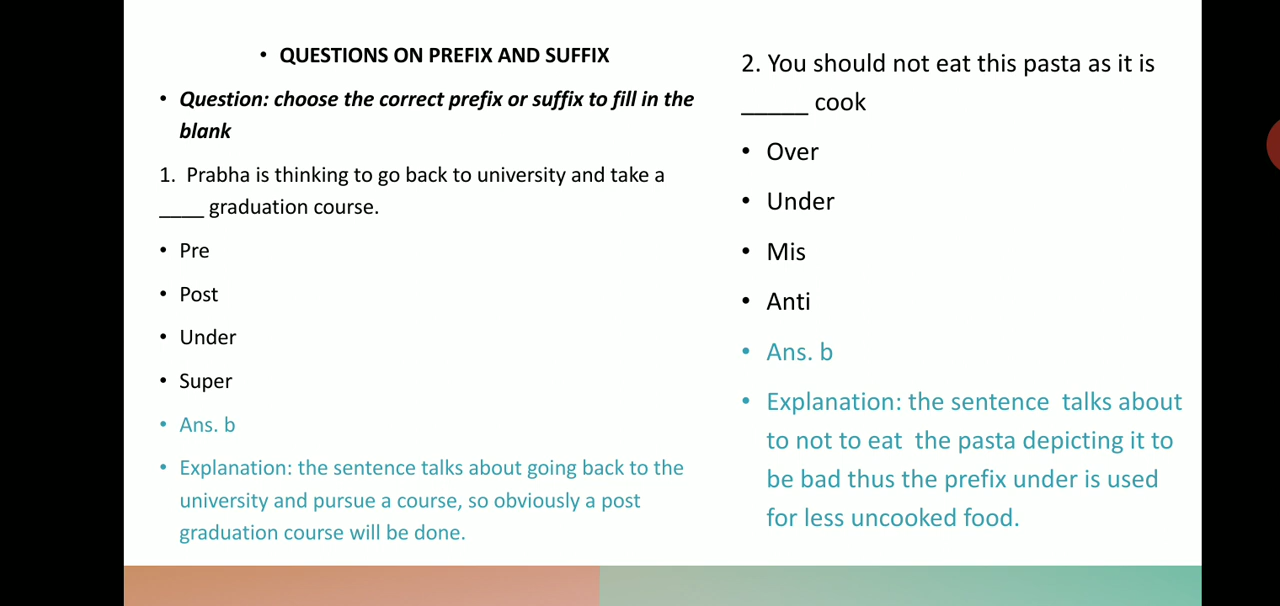 • QUESTIONS ON PREFIX AND SUFFIX
• Question: choose the correct prefix or suffix to fill in the
blank
1. Prabha is thinking to go back to university and take a
____ graduation course.
• Pre
• Post
• Under
• Super
• Ans. b
• Explanation: the sentence talks about going back to the
university and pursue a course, so obviously a post
graduation course will be done.
2. You should not eat this pasta as it is
_____ cook
• Over
• Under
• Mis
• Anti
• Ans. b
• Explanation: the sentence talks about
to not to eat the pasta depicting it to
be bad thus the prefix under is used
for less uncooked food.